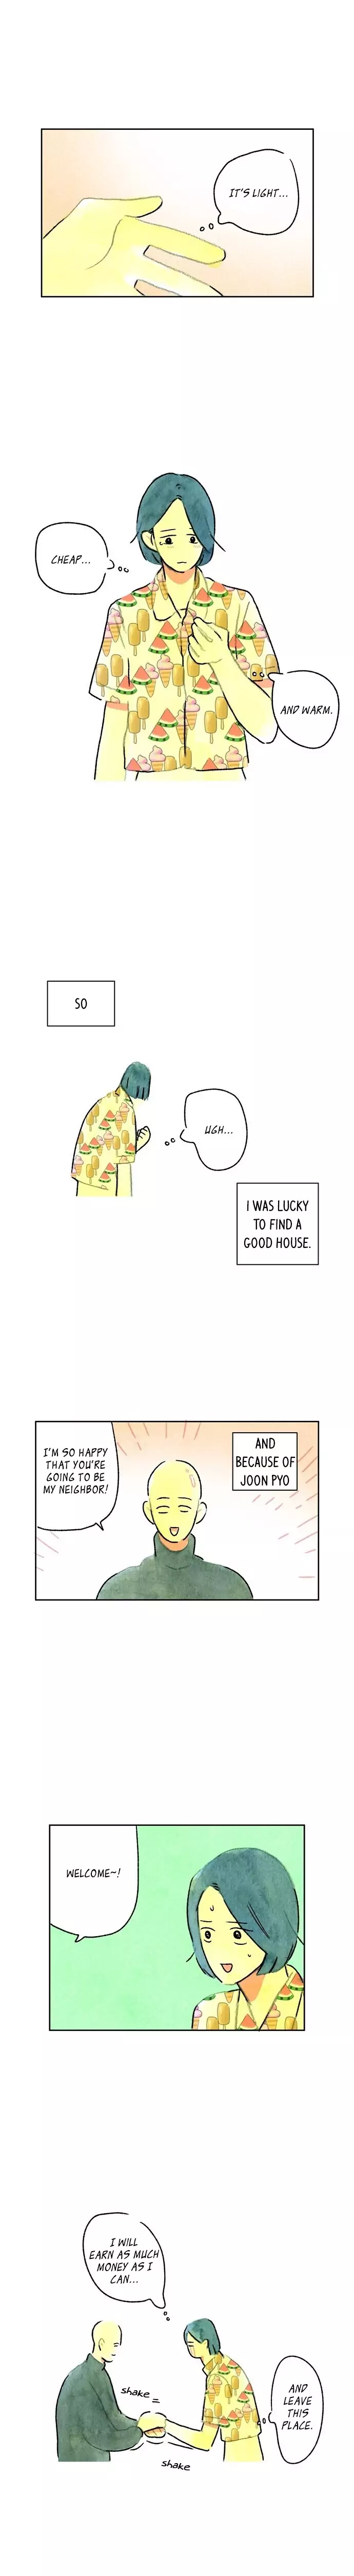 IT'S LIGHT...
CHEAP...
AND WARM.
SO
UGH...
I WAS LUCKY
TO FIND A
GOOD HOUSE.
AND
BECAUSE OF
JOON PYO
I'M SO HAPPY
THAT YOU'RE
GOING TO BE
MY NEIGHBOR!
WELCOME~!
I WILL
EARN AS MUCH
MONEY AS I
CAN...
shake
shake
AND
LEAVE
THIS
PLACE.